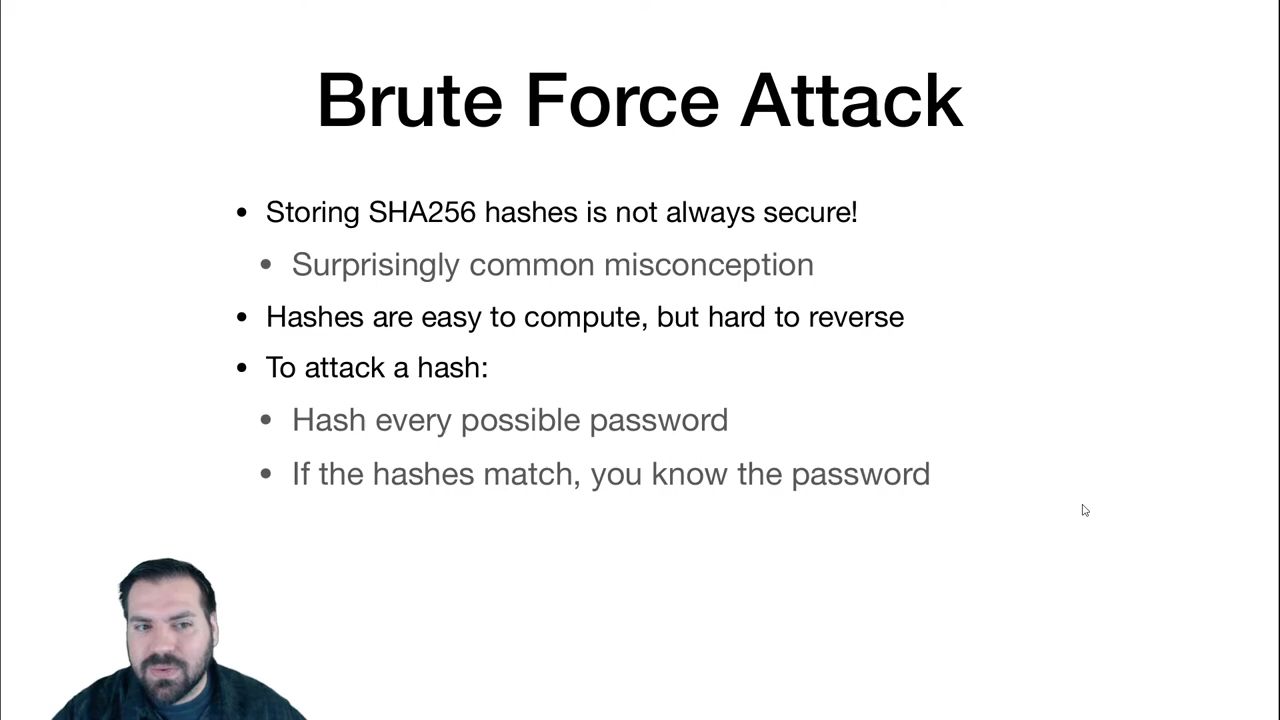 Brute Force Attack
• Storing SHA256 hashes is not always secure!
• Surprisingly common misconception
• Hashes are easy to compute, but hard to reverse
• To attack a hash:
• Hash every possible password
• If the hashes match, you know the password